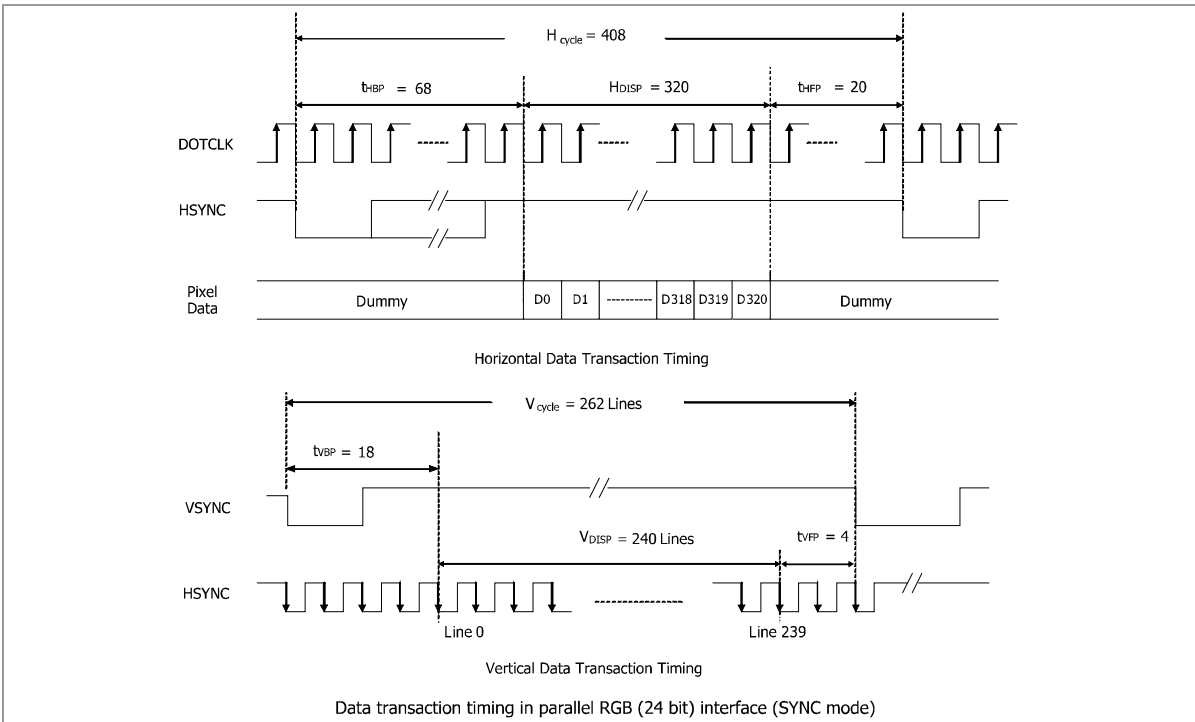 H cycle = 408
tHBP = 68
HDISP = 320
tHFP = 20
DOTCLK
HSYNC
Pixel
Data
Dummy
D0
D1
D318
D319
D320
Dummy
Horizontal Data Transaction Timing
V cycle = 262 Lines
tVBP = 18
VSYNC
VDISP = 240 Lines
tVFP = 4
HSYNC
Line 0
Line 239
Vertical Data Transaction Timing
Data transaction timing in parallel RGB (24 bit) interface (SYNC mode)